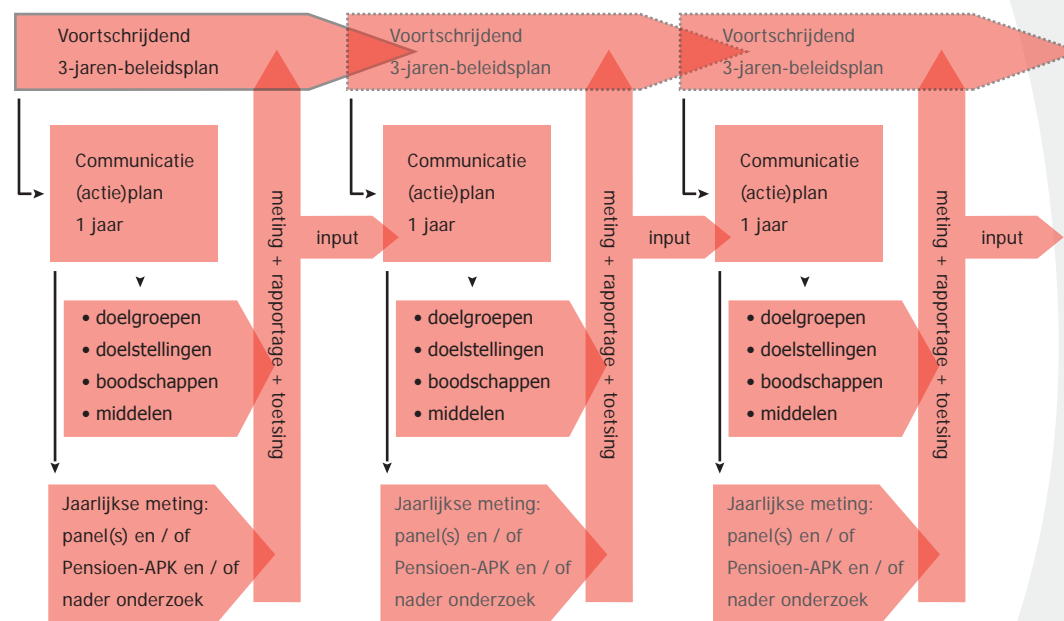 Voortschrijdend
3-jaren-beleidsplan
Communicatie
(actie)plan
1 jaar
• doelgroepen
• doelstellingen
• boodschappen
• middelen
Jaarlijkse meting:
panel(s) en / of
Pensioen-APK en / of
nader onderzoek
meting + rapportage + toetsing
input
Voortschrijdend
3-jaren-beleidsplan
Communicatie
(actie)plan
1 jaar
• doelgroepen
• doelstellingen
• boodschappen
• middelen
Jaarlijkse meting:
panel(s) en / of
Pensioen-APK en / of
nader onderzoek
meting + rapportage + toetsing
input
Voortschrijdend
3-jaren-beleidsplan
Communicatie
(actie)plan
1 jaar
• doelgroepen
• doelstellingen
• boodschappen
• middelen
Jaarlijkse meting:
panel(s) en / of
Pensioen-APK en / of
nader onderzoek
meting + rapportage + toetsing
input